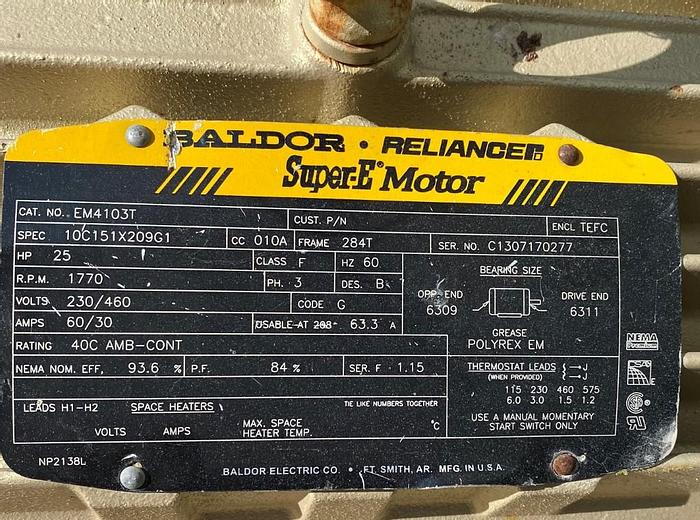 BALDOR • RELIANCER
Super-E® Motor
CAT. NO. EM4103T CUST. P/N ENCL TEFC
SPEC 10C151X209G1 CC 010A FRAME 284T SER. NO. C1307170277
HP 25 CLASS F HZ 60
R.P.M. 1770 PH. 3 DES. B
VOLTS 230/460 CODE G
AMPS 60/30 USABLE AT 208 63.3 A
RATING 40C AMB-CONT
NEMA NOM. EFF. 93.6 % P.F. 84 % SER. F 1.15
BEARING SIZE
OPP. END DRIVE END
6309 6311
GREASE
POLYREX EM
THERMOSTAT LEADS J
(WHEN PROVIDED) J
115 230 460 575
6.0 3.0 1.5 1.2
USE A MANUAL MOMENTARY
START SWITCH ONLY
LEADS H1-H2 SPACE HEATERS TIE LIKE NUMBERS TOGETHER
VOLTS AMPS MAX. SPACE HEATER TEMP. °C
NEMA
Premium
NP2138L
BALDOR ELECTRIC CO. • FT. SMITH, AR. MFG. IN U.S.A.